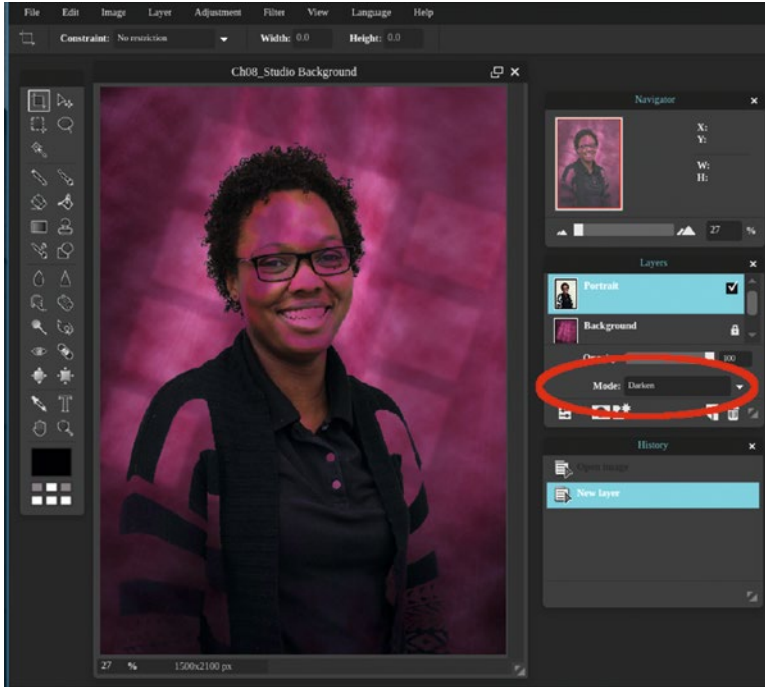 File Edit Image Layer Adjustment Filter View Language Help
Constraint: No restriction Width: 0.0 Height: 0.0
Ch08_Studio Background
Navigator
X:
Y:
W:
H:
27 %
Layers
Portrait
Background
100
Mode: Darken
History
Open image
New layer
27 % 1500x2100 px